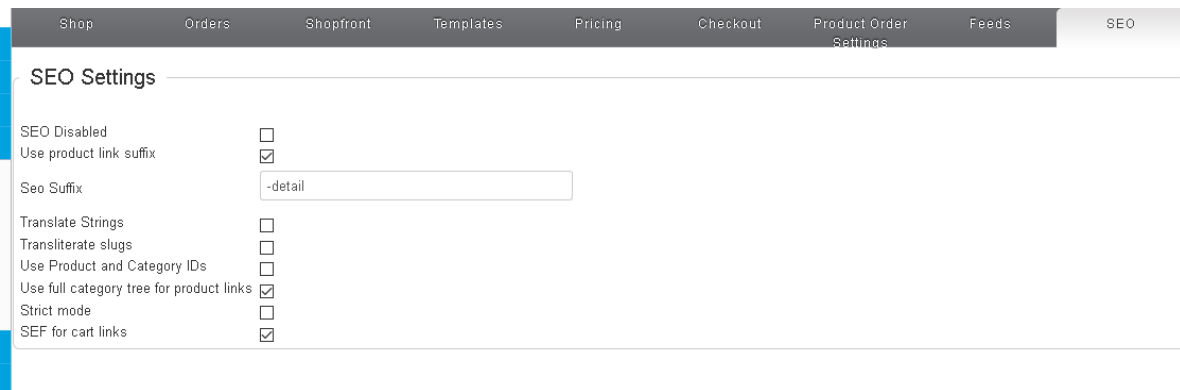 Shop Orders Shopfront Templates Pricing Checkout Product Order Settings Feeds SEO
SEO Settings
SEO Disabled
Use product link suffix
Seo Suffix -detail
Translate Strings
Transliterate slugs
Use Product and Category IDs
Use full category tree for product links
Strict mode
SEF for cart links